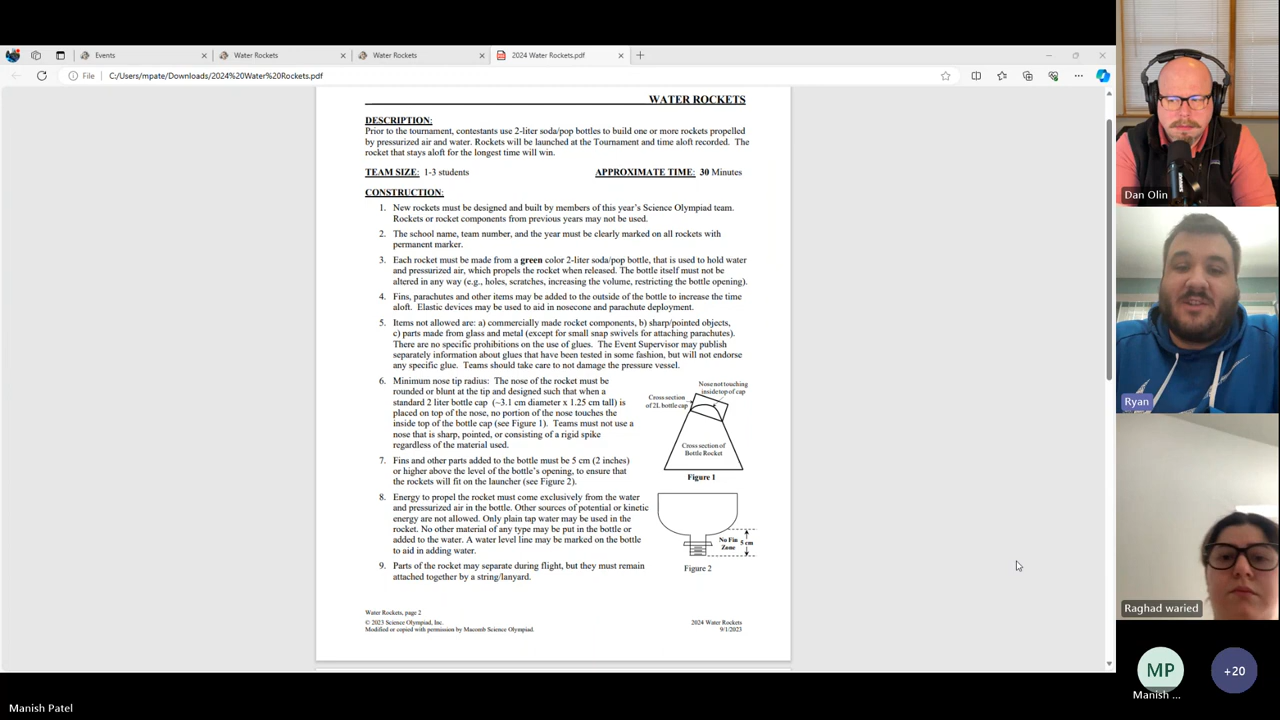 Events
Water Rockets
Water Rockets
2024 Water Rockets.pdf
File
C:/Users/mpate/Downloads/2024%20Water%20Rockets.pdf
WATER ROCKETS
DESCRIPTION:
Prior to the tournament, contestants use 2-liter soda/pop bottles to build one or more rockets propelled
by pressurized air and water. Rockets will be launched at the Tournament and time aloft recorded. The
rocket that stays aloft for the longest time will win.
TEAM SIZE: 1-3 students
APPROXIMATE TIME: 30 Minutes
CONSTRUCTION:
1. New rockets must be designed and built by members of this year's Science Olympiad team.
Rockets or rocket components from previous years may not be used.
2. The school name, team number, and the year must be clearly marked on all rockets with
permanent marker.
3. Each rocket must be made from a green color 2-liter soda/pop bottle, that is used to hold water
and pressurized air, which propels the rocket when released. The bottle itself must not be
altered in any way (e.g., holes, scratches, increasing the volume, restricting the bottle opening).
4. Fins, parachutes and other items may be added to the outside of the bottle to increase the time
aloft. Elastic devices may be used to aid in nosecone and parachute deployment.
5. Items not allowed are: a) commercially made rocket components, b) sharp/pointed objects,
c) parts made from glass and metal (except for small snap swivels for attaching parachutes).
There are no specific prohibitions on the use of glues. The Event Supervisor may publish
separately information about glues that have been tested in some fashion, but will not endorse
any specific glue. Teams should take care to not damage the pressure vessel.
6. Minimum nose tip radius: The nose of the rocket must be
rounded or blunt at the tip and designed such that when a
standard 2 liter bottle cap (~3.1 cm diameter x 1.25 cm tall) is
placed on top of the nose, no portion of the nose touches the
inside top of the bottle cap (see Figure 1). Teams must not use a
nose that is sharp, pointed, or consisting of a rigid spike
regardless of the material used.
Nose not touching
inside top of cap
Cross section
of 2L bottle cap
Cross section of
Bottle Rocket
Figure 1
7. Fins and other parts added to the bottle must be 5 cm (2 inches)
or higher above the level of the bottle's opening, to ensure that
the rockets will fit on the launcher (see Figure 2).
8. Energy to propel the rocket must come exclusively from the water
and pressurized air in the bottle. Other sources of potential or kinetic
energy are not allowed. Only plain tap water may be used in the
rocket. No other material of any type may be put in the bottle or
added to the water. A water level line may be marked on the bottle
to aid in adding water.
No Fin
Zone
5 cm
Figure 2
9. Parts of the rocket may separate during flight, but they must remain
attached together by a string/lanyard.
Water Rockets, page 2
© 2023 Science Olympiad, Inc.
Modified or copied with permission by Macomb Science Olympiad.
2024 Water Rockets
9/1/2023
Dan Olin
Ryan
Raghad waried
MP
Manish ...
+20
Manish Patel